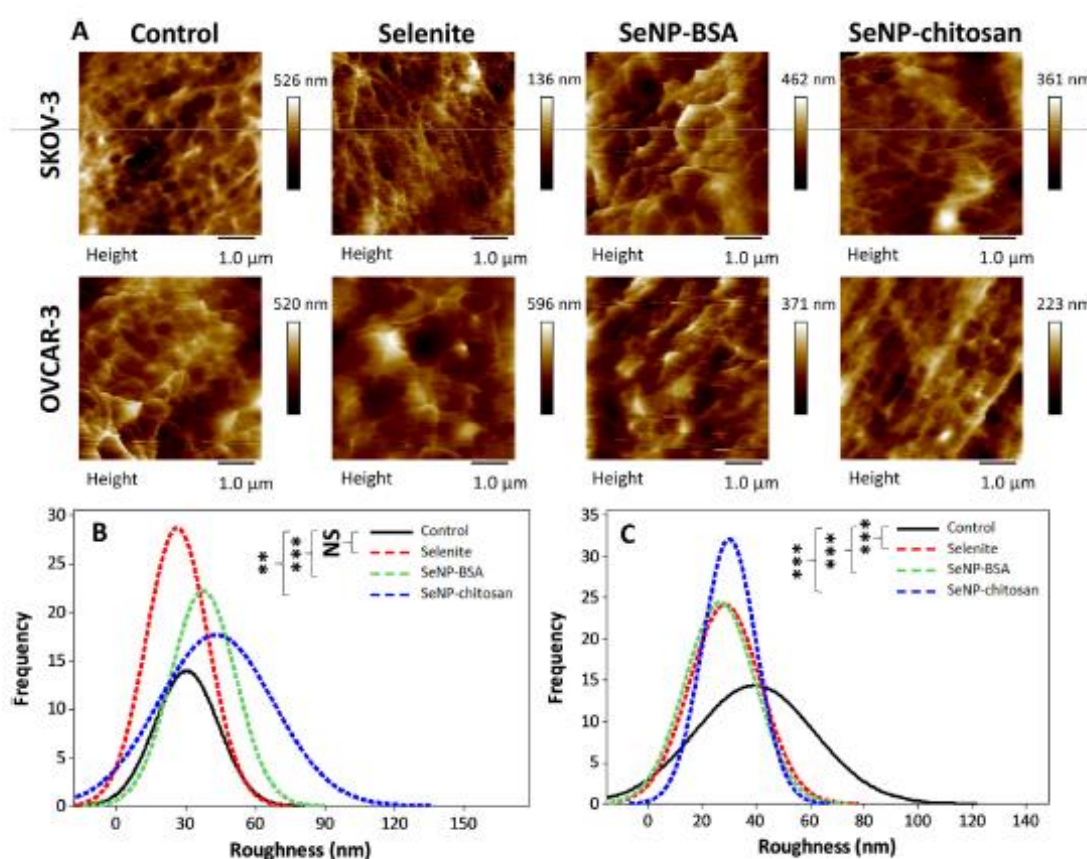 A
Control Selenite SeNP-BSA SeNP-chitosan
SKOV-3
526 nm 136 nm 462 nm 361 nm
Height Height Height Height
1.0 µm 1.0 µm 1.0 µm 1.0 µm
OVCAR-3
520 nm 596 nm 371 nm 223 nm
Height Height Height Height
1.0 µm 1.0 µm 1.0 µm 1.0 µm
B
Frequency
30
25
20
15
10
5
0
0 30 60 90 120 150
Roughness (nm)
** *** NS
Control
Selenite
SeNP-BSA
SeNP-chitosan
C
Frequency
35
30
25
20
15
10
5
0
0 20 40 60 80 100 120 140
Roughness (nm)
*** *** ***
Control
Selenite
SeNP-BSA
SeNP-chitosan